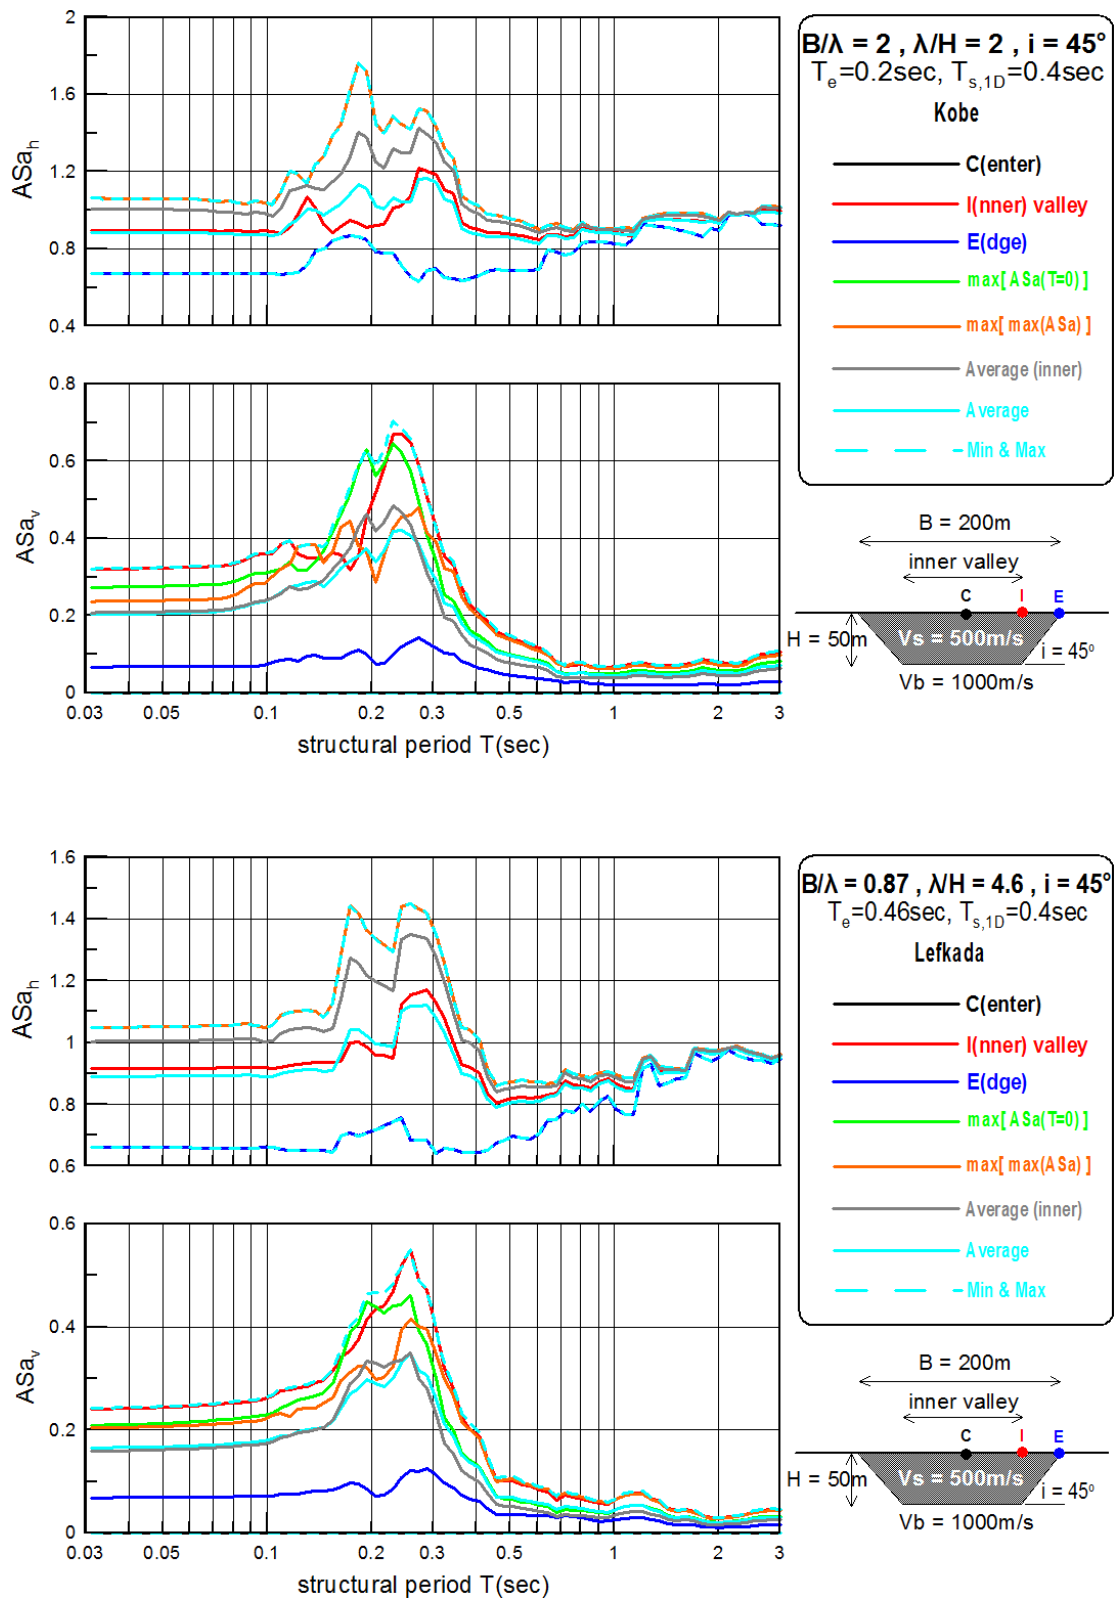 2
1.6
1.2
0.8
0.4
ASa_h
B/λ = 2 , λ/H = 2 , i = 45°
T_e=0.2sec, T_s,1D=0.4sec
Kobe
C(enter)
I(nner) valley
E(dge)
max[ ASa(T=0) ]
max[ max(ASa) ]
Average (inner)
Average
Min & Max
0.8
0.6
0.4
0.2
0
ASa_v
0.03 0.05 0.1 0.2 0.3 0.5 1 2 3
structural period T(sec)
B = 200m
inner valley
C I E
H = 50m
Vs = 500m/s
i = 45°
Vb = 1000m/s
1.6
1.4
1.2
1
0.8
0.6
ASa_h
B/λ = 0.87 , λ/H = 4.6 , i = 45°
T_e=0.46sec, T_s,1D=0.4sec
Lefkada
C(enter)
I(nner) valley
E(dge)
max[ ASa(T=0) ]
max[ max(ASa) ]
Average (inner)
Average
Min & Max
0.6
0.4
0.2
0
ASa_v
0.03 0.05 0.1 0.2 0.3 0.5 1 2 3
structural period T(sec)
B = 200m
inner valley
C I E
H = 50m
Vs = 500m/s
i = 45°
Vb = 1000m/s